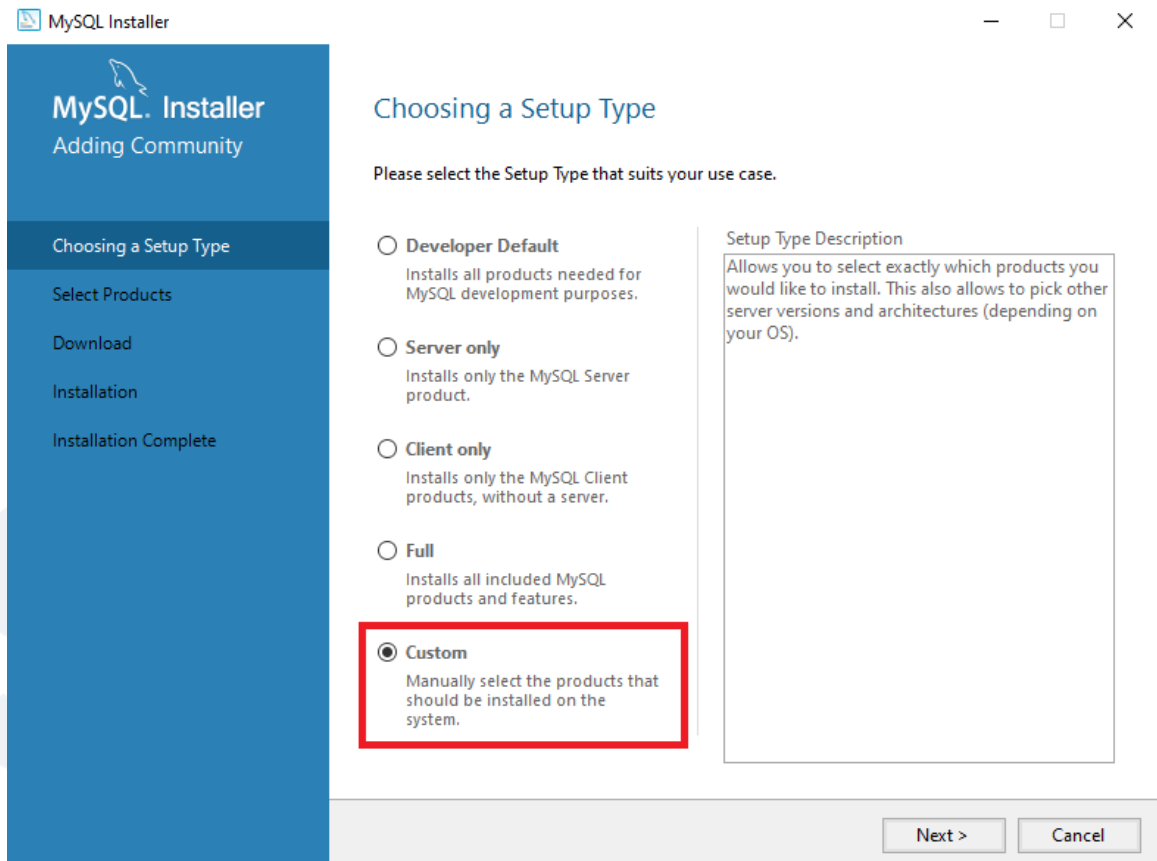 MySQL Installer
MySQL. Installer
Adding Community
Choosing a Setup Type
Select Products
Download
Installation
Installation Complete
Choosing a Setup Type
Please select the Setup Type that suits your use case.
Developer Default
Installs all products needed for
MySQL development purposes.
Server only
Installs only the MySQL Server
product.
Client only
Installs only the MySQL Client
products, without a server.
Full
Installs all included MySQL
products and features.
Custom
Manually select the products that
should be installed on the
system.
Setup Type Description
Allows you to select exactly which products you
would like to install. This also allows to pick other
server versions and architectures (depending on
your OS).
Next >
Cancel